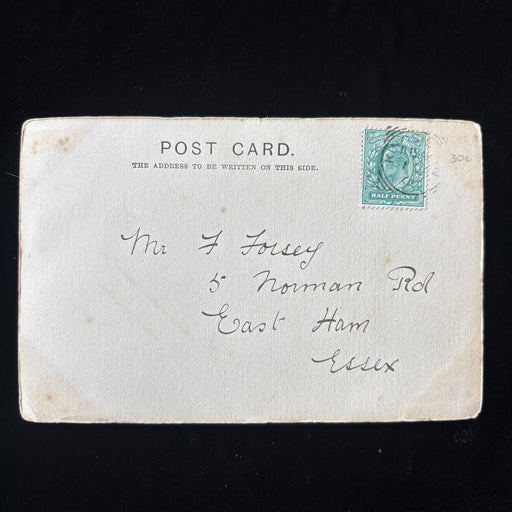 POST CARD.
THE ADDRESS TO BE WRITTEN ON THIS SIDE.
HALF PENNY
306
Mr F Forsey
5 Norman Rd
East Ham
Essex